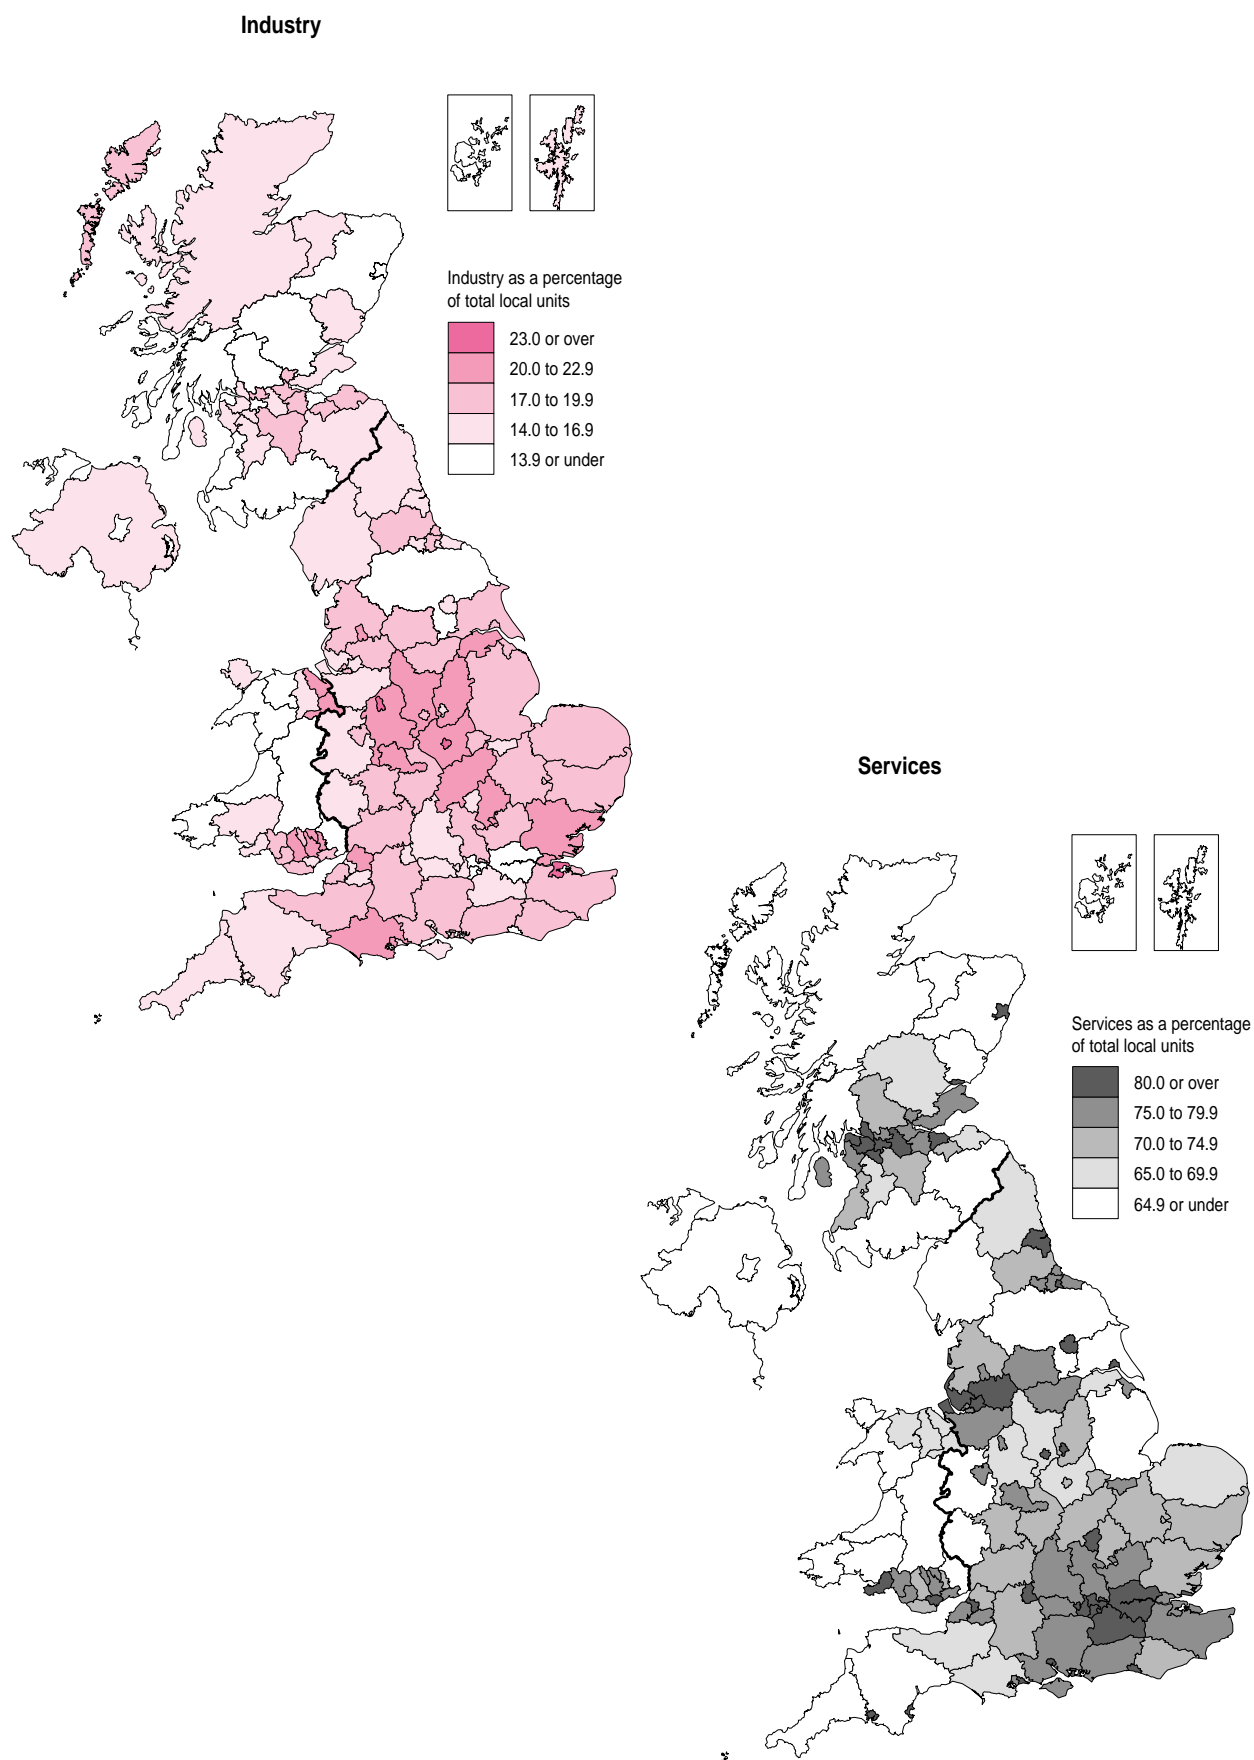 Industry
Industry as a percentage
of total local units
23.0 or over
20.0 to 22.9
17.0 to 19.9
14.0 to 16.9
13.9 or under
Services
Services as a percentage
of total local units
80.0 or over
75.0 to 79.9
70.0 to 74.9
65.0 to 69.9
64.9 or under